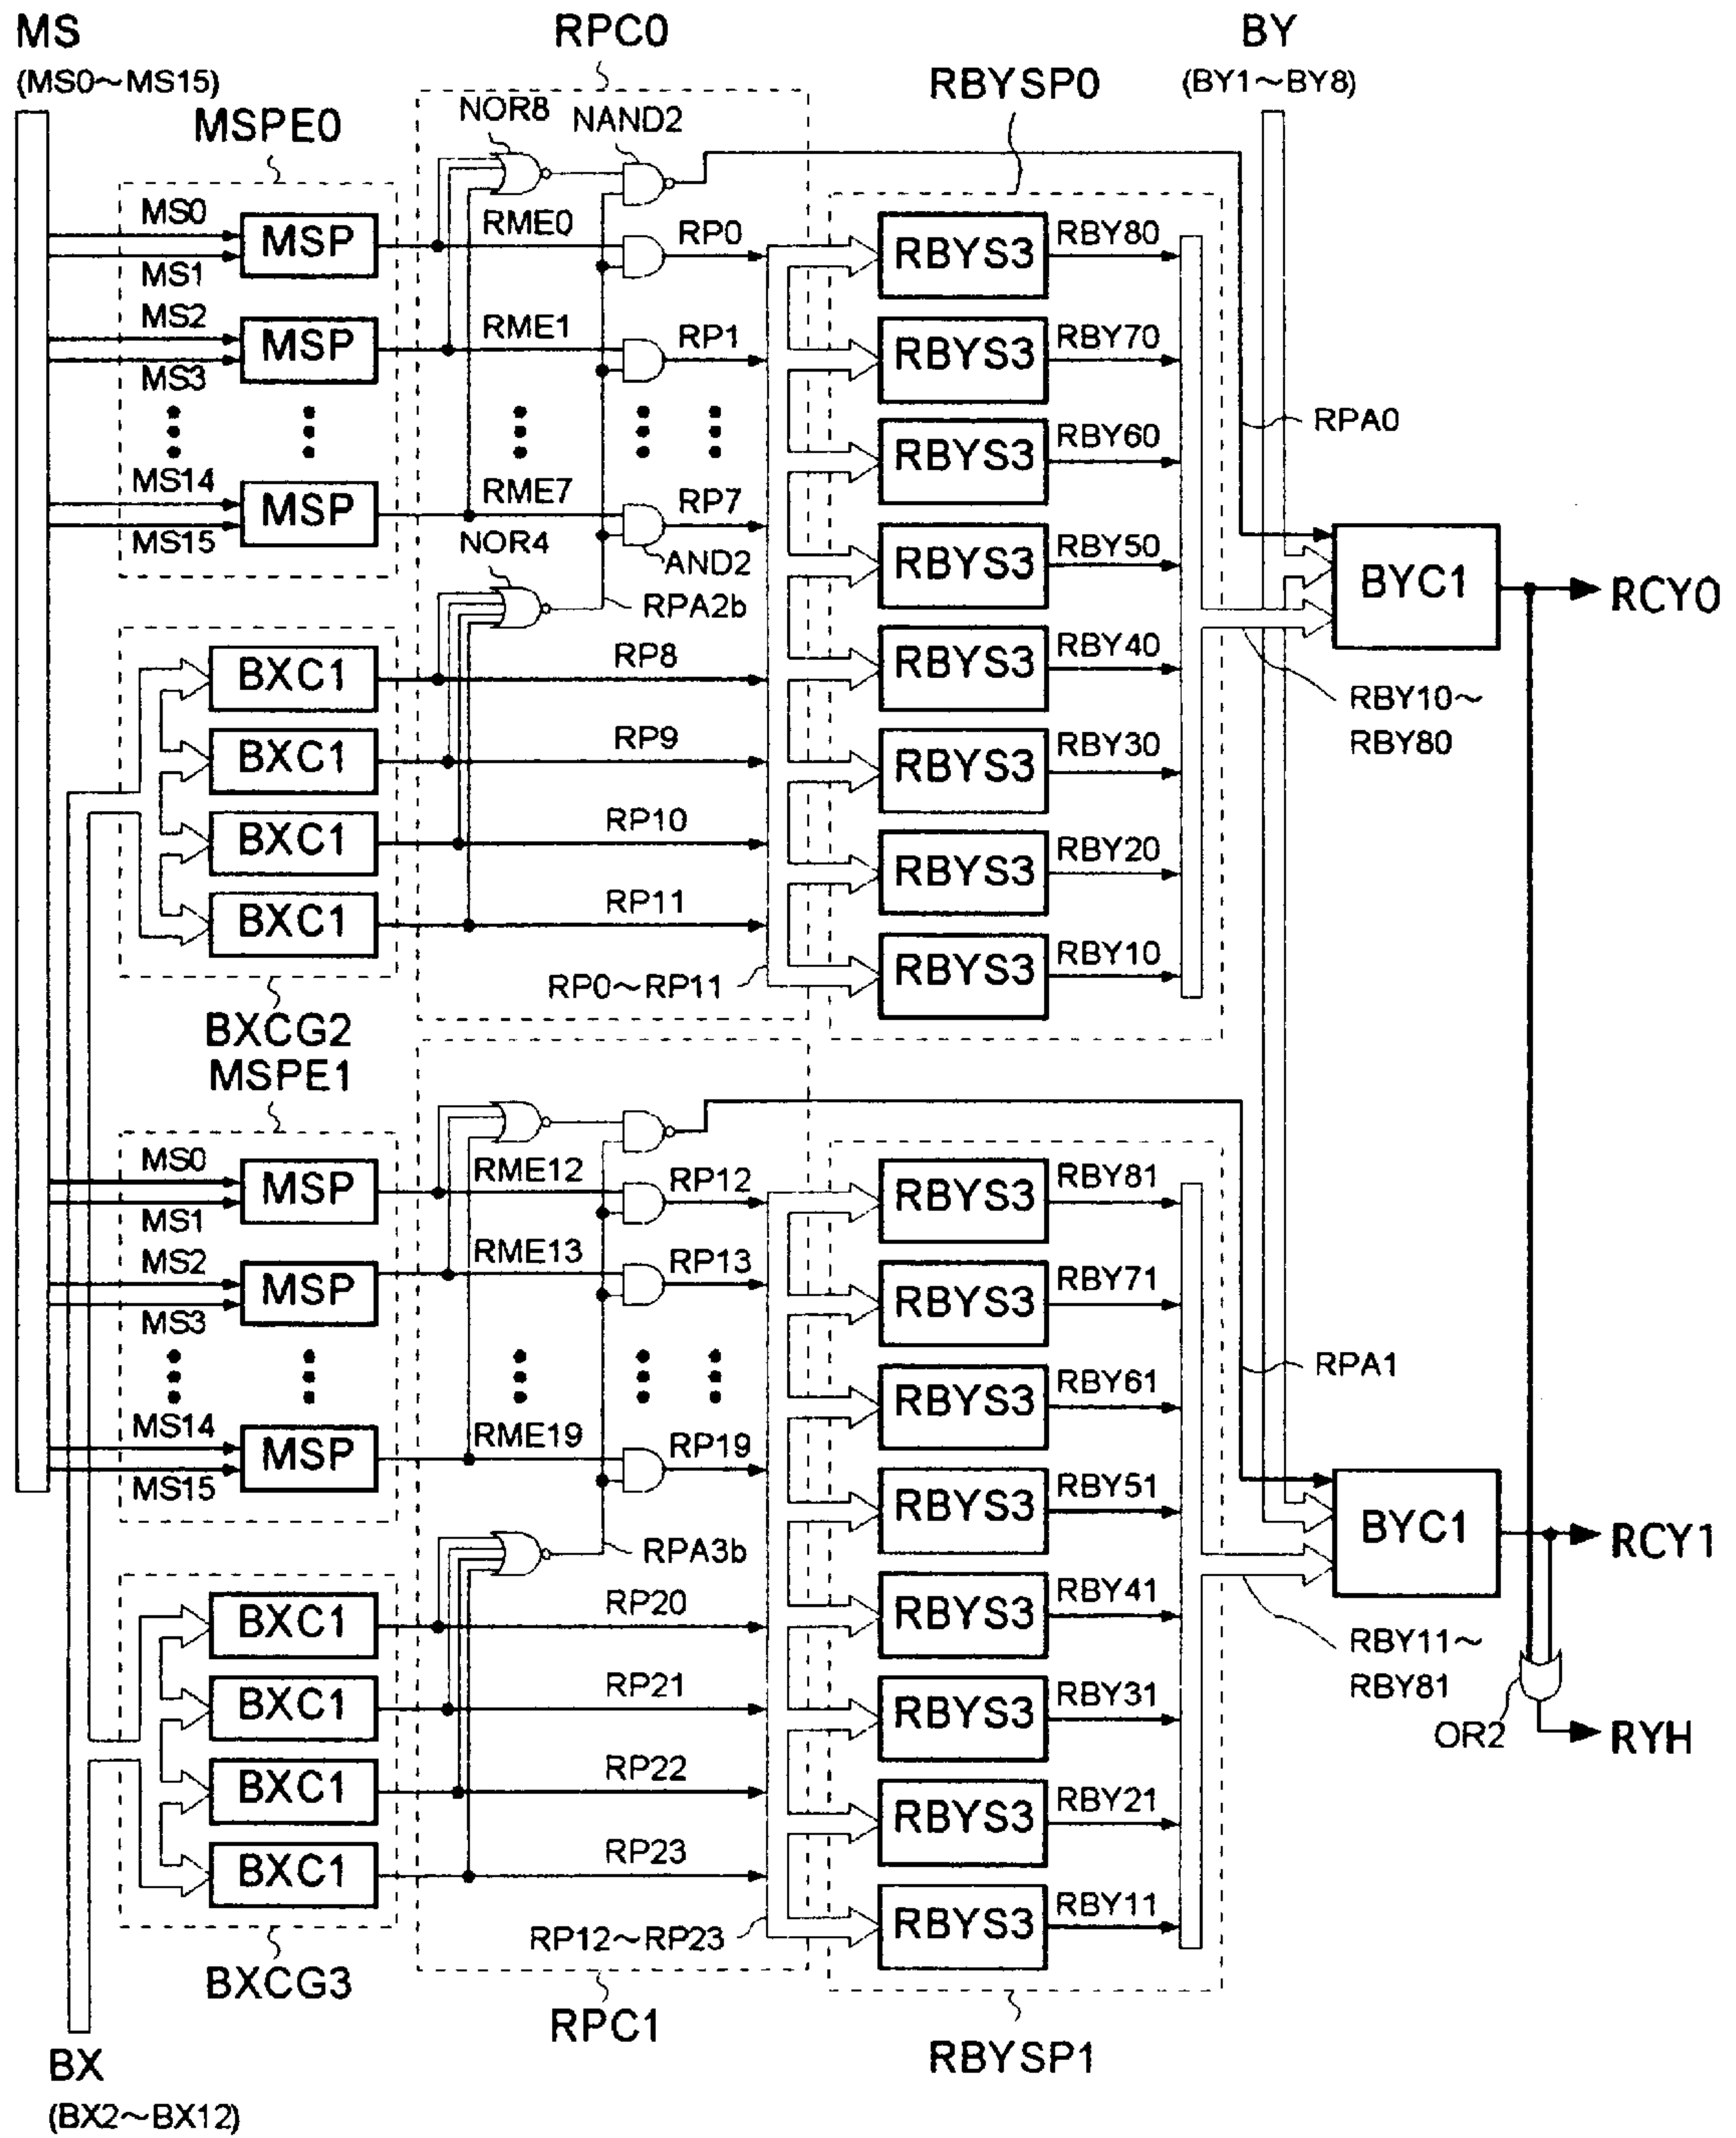 MS
(MS0～MS15)
RPC0
BY
(BY1～BY8)
RBYSP0
MSPE0
NOR8
NAND2
MS0
MSP
MS1
RME0
RP0
RBYS3
RBY80
MS2
MSP
MS3
RME1
RP1
RBYS3
RBY70
RPA0
RBYS3
RBY60
MS14
MSP
MS15
RME7
RP7
NOR4
AND2
RBYS3
RBY50
BYC1
RCY0
RPA2b
BXC1
RP8
RBYS3
RBY40
RBY10～
RBY80
BXC1
RP9
RBYS3
RBY30
BXC1
RP10
RBYS3
RBY20
BXC1
RP11
RBYS3
RBY10
RP0～RP11
BXCG2
MSPE1
MS0
MSP
MS1
RME12
RP12
RBYS3
RBY81
MS2
MSP
MS3
RME13
RP13
RBYS3
RBY71
RPA1
RBYS3
RBY61
MS14
MSP
MS15
RME19
RP19
RBYS3
RBY51
BYC1
RCY1
RPA3b
BXC1
RP20
RBYS3
RBY41
RBY11～
RBY81
BXC1
RP21
RBYS3
RBY31
OR2
RYH
BXC1
RP22
RBYS3
RBY21
BXC1
RP23
RBYS3
RBY11
RP12～RP23
BXCG3
RPC1
RBYSP1
BX
(BX2～BX12)